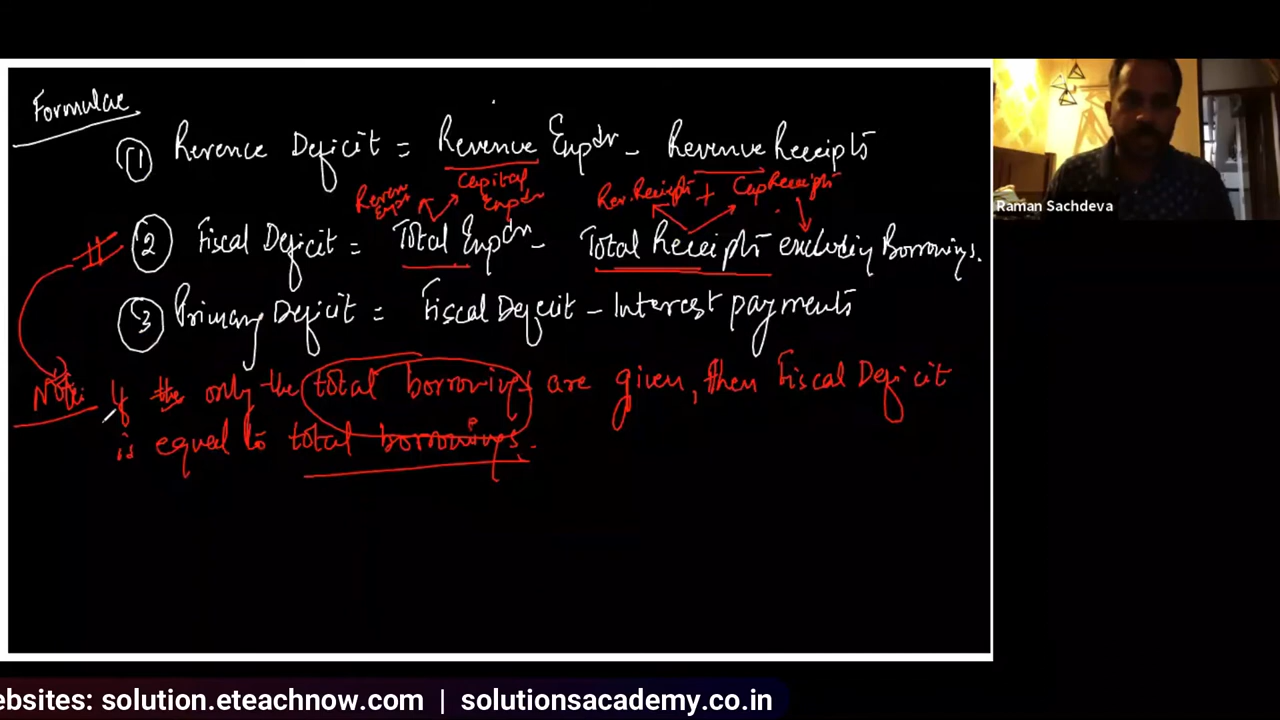 Formulae
① Revenue Deficit = Revenue Expdr - Revenue Receipts
Capital
Expdr
Rev. Receipts + Cap Receipts
② Fiscal Deficit = Total Expdr - Total Receipts excluding Borrowings.
③ Primary Deficit = Fiscal Deficit - Interest payments
Note: If the only the total borrowings are given, then Fiscal Deficit
is equal to total borrowings.
Raman Sachdeva
ebsites: solution.eteachnow.com | solutionsacademy.co.in